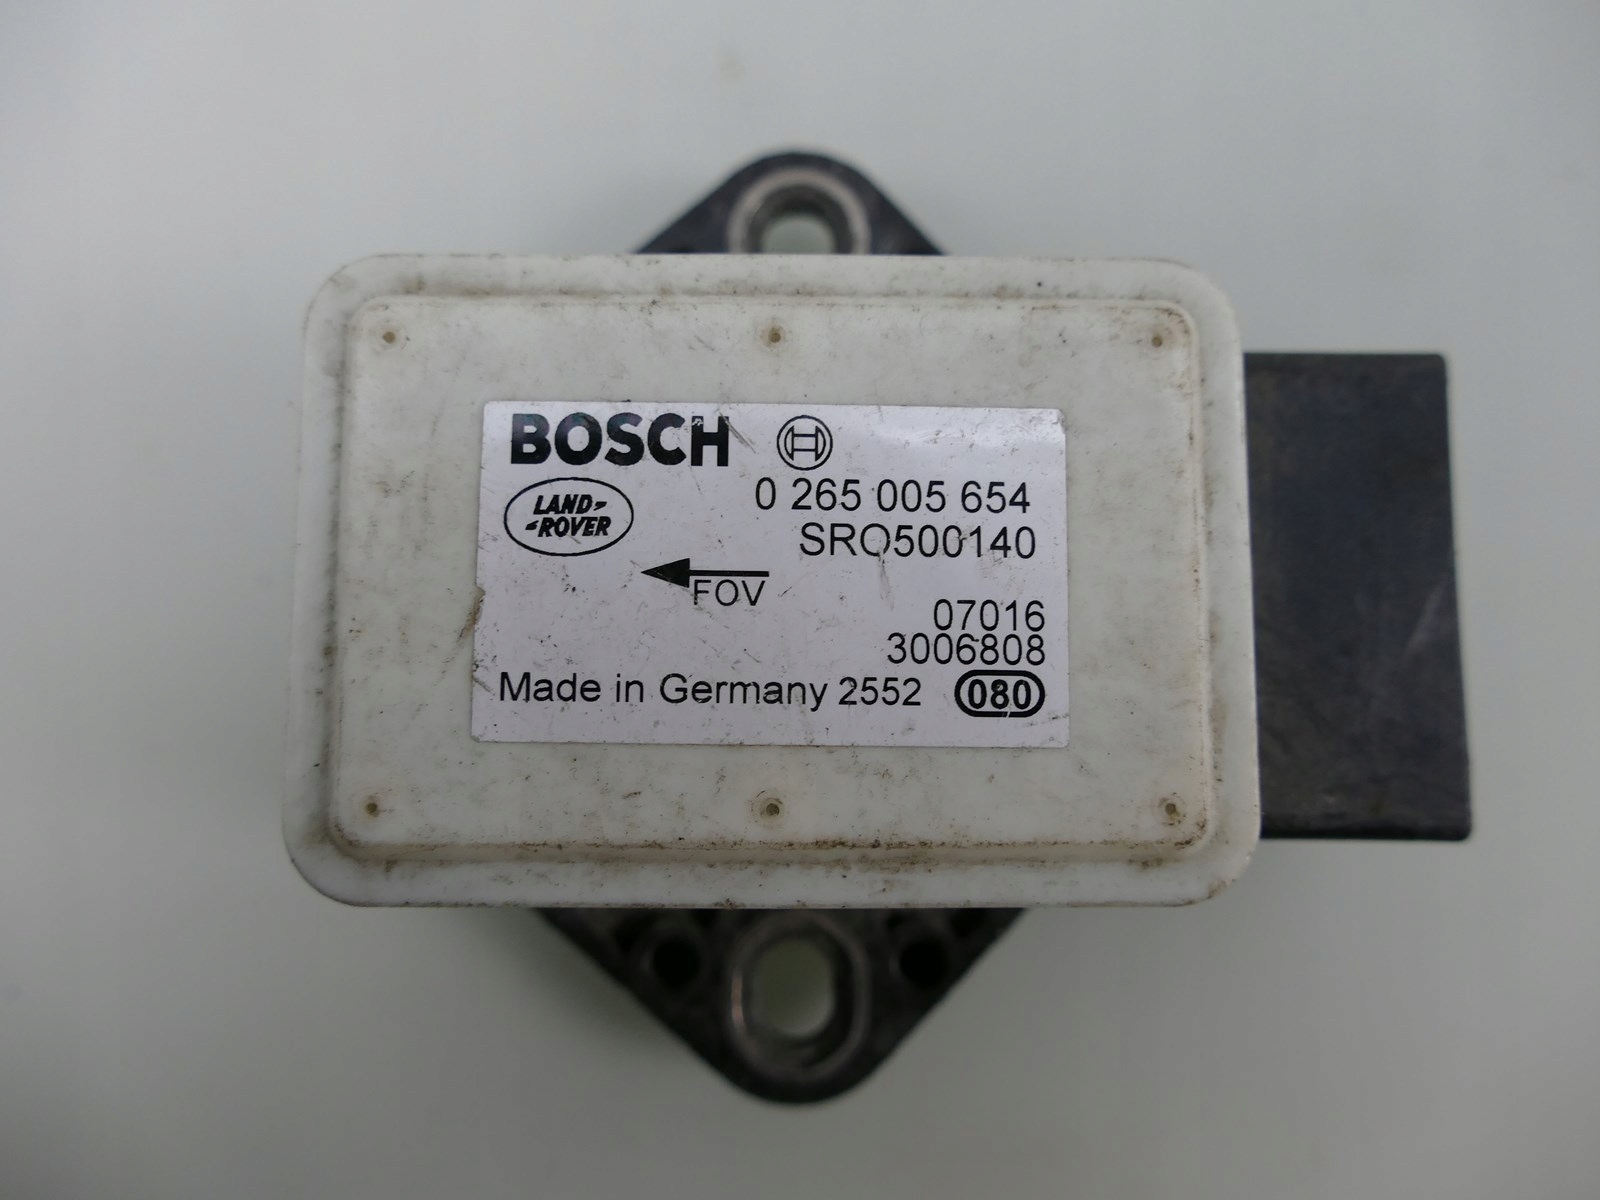 BOSCH
0 265 005 654
LAND-
-ROVER
SRO500140
FOV
07016
3006808
Made in Germany 2552 080